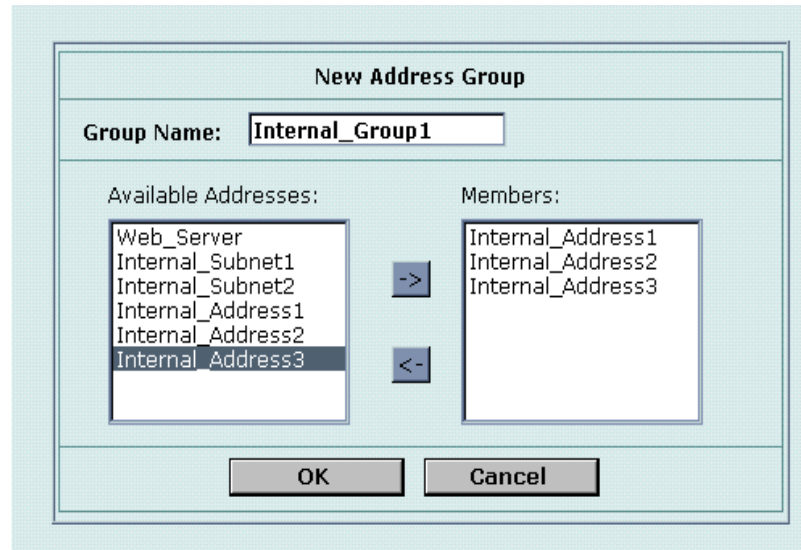 New Address Group
Group Name: Internal_Group1
Available Addresses:
Web_Server
Internal_Subnet1
Internal_Subnet2
Internal_Address1
Internal_Address2
Internal_Address3
->
<-
Members:
Internal_Address1
Internal_Address2
Internal_Address3
OK
Cancel